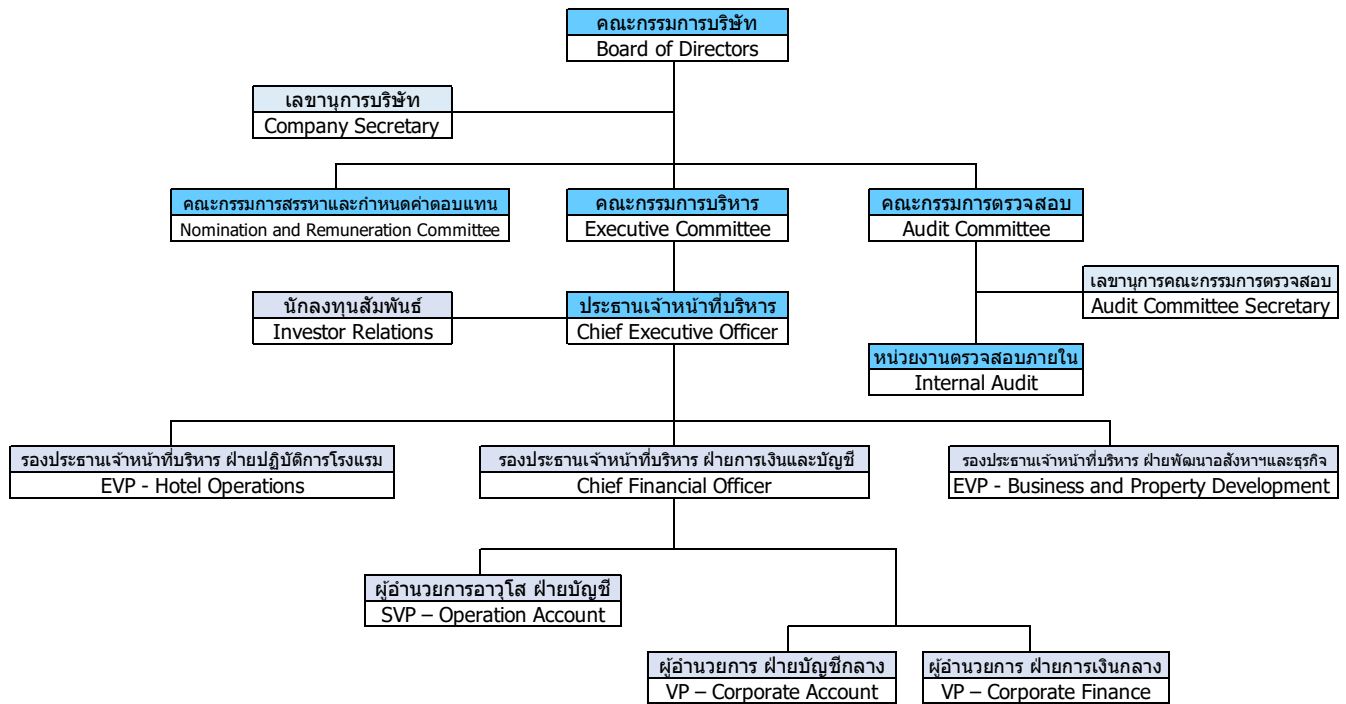 คณะกรรมการบริษัท
Board of Directors
เลขานุการบริษัท
Company Secretary
คณะกรรมการสรรหาและกำหนดค่าตอบแทน
Nomination and Remuneration Committee
คณะกรรมการบริหาร
Executive Committee
คณะกรรมการตรวจสอบ
Audit Committee
เลขานุการคณะกรรมการตรวจสอบ
Audit Committee Secretary
นักลงทุนสัมพันธ์
Investor Relations
ประธานเจ้าหน้าที่บริหาร
Chief Executive Officer
หน่วยงานตรวจสอบภายใน
Internal Audit
รองประธานเจ้าหน้าที่บริหาร ฝ่ายปฏิบัติการโรงแรม
EVP - Hotel Operations
รองประธานเจ้าหน้าที่บริหาร ฝ่ายการเงินและบัญชี
Chief Financial Officer
รองประธานเจ้าหน้าที่บริหาร ฝ่ายพัฒนาอสังหาฯและธุรกิจ
EVP - Business and Property Development
ผู้อำนวยการอาวุโส ฝ่ายบัญชี
SVP – Operation Account
ผู้อำนวยการ ฝ่ายบัญชีกลาง
VP – Corporate Account
ผู้อำนวยการ ฝ่ายการเงินกลาง
VP – Corporate Finance